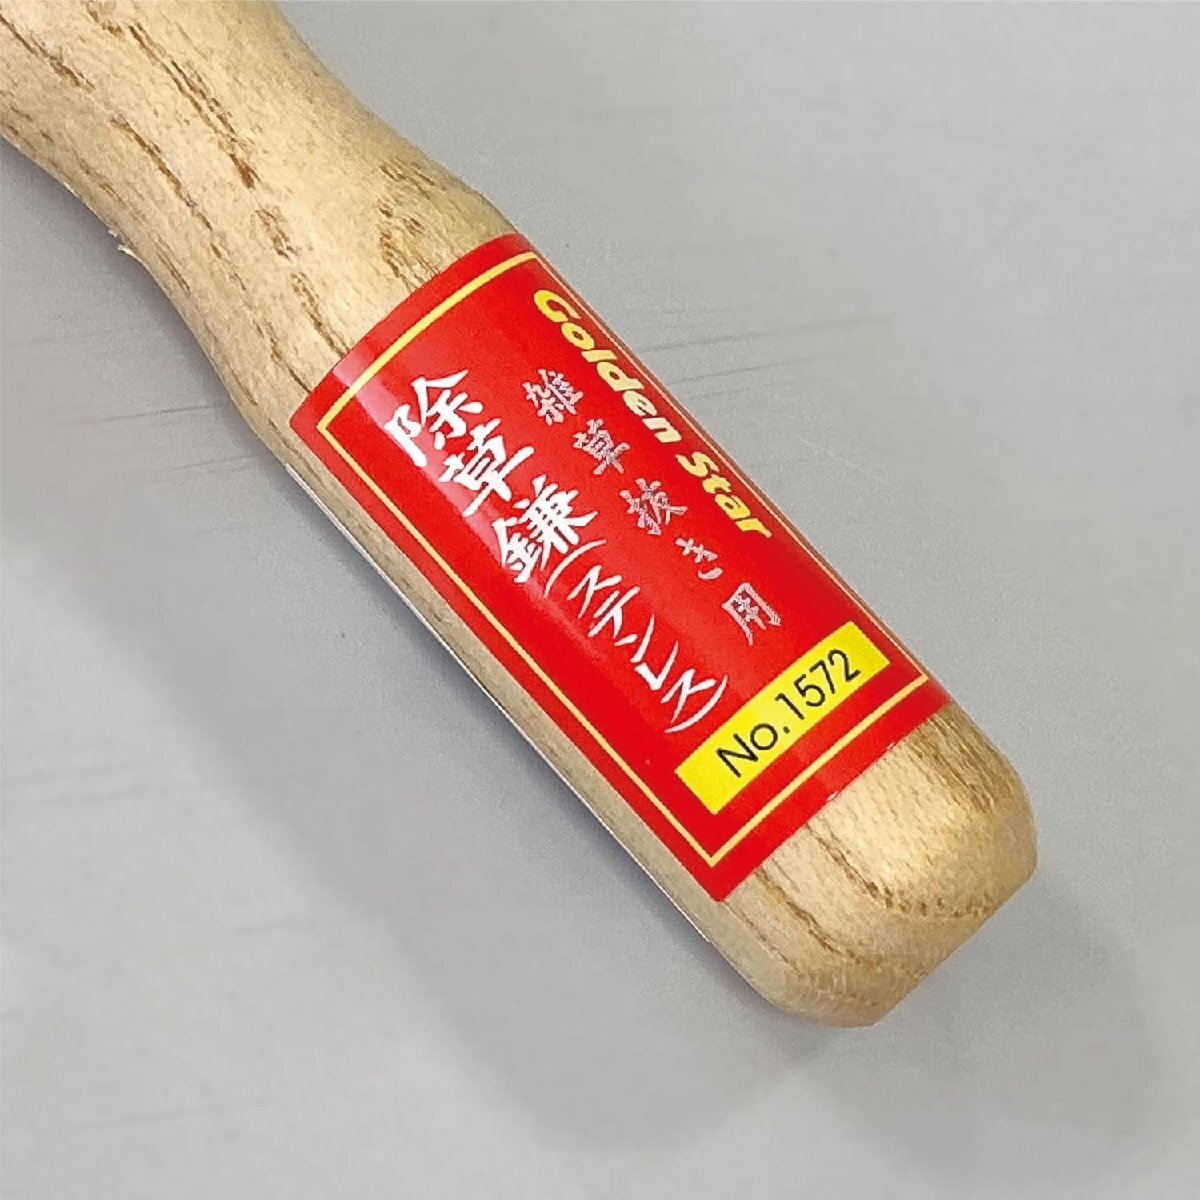 Golden Star
雑草抜き用
除草鎌(ステンレス)
No.1572